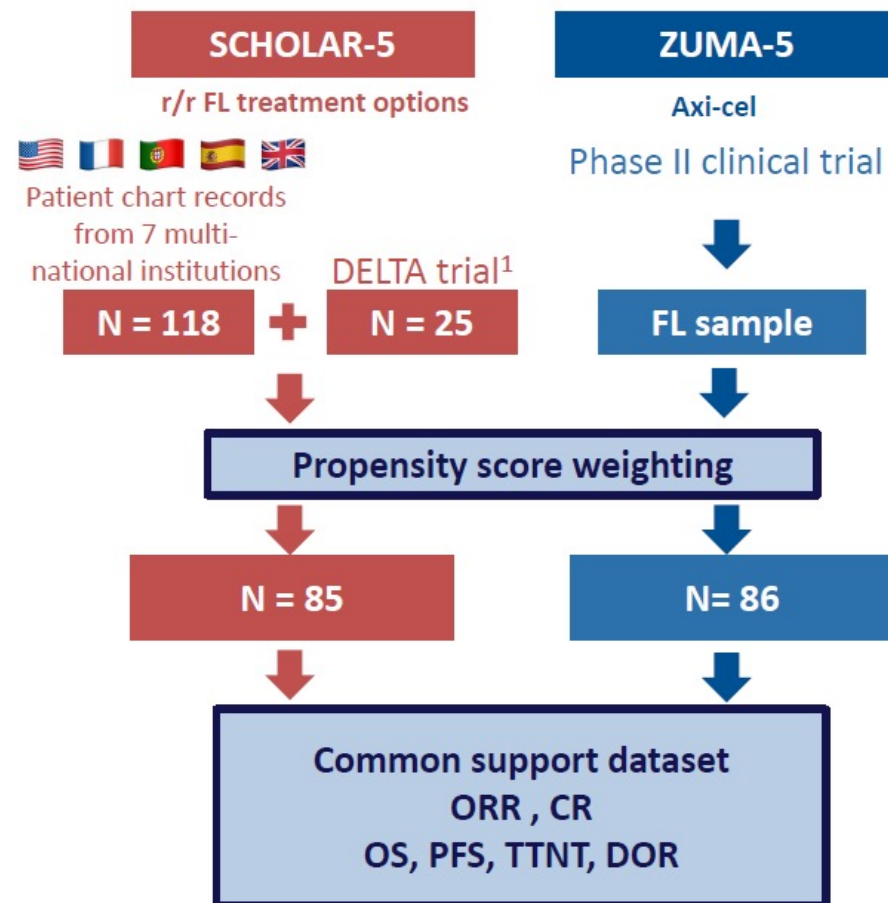 SCHOLAR-5
r/r FL treatment options
Patient chart records
from 7 multi-
national institutions
DELTA trial¹
N = 118
N = 25
ZUMA-5
Axi-cel
Phase II clinical trial
FL sample
Propensity score weighting
N = 85
N= 86
Common support dataset
ORR , CR
OS, PFS, TTNT, DOR